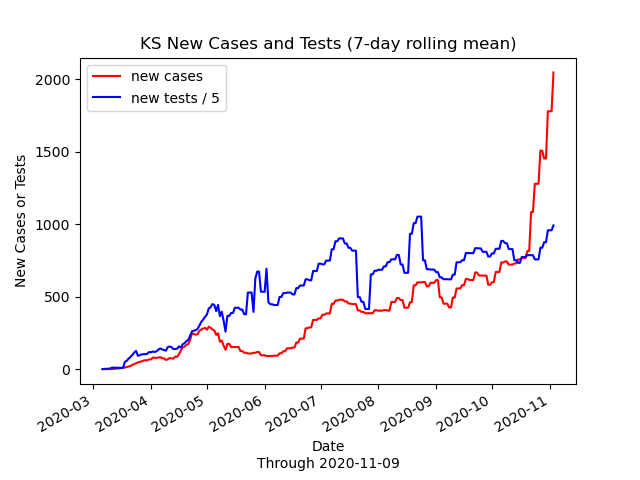 KS New Cases and Tests (7-day rolling mean)
new cases
new tests / 5
2000
1500
1000
500
0
New Cases or Tests
2020-03
2020-04
2020-05
2020-06
2020-07
2020-08
2020-09
2020-10
2020-11
Date
Through 2020-11-09